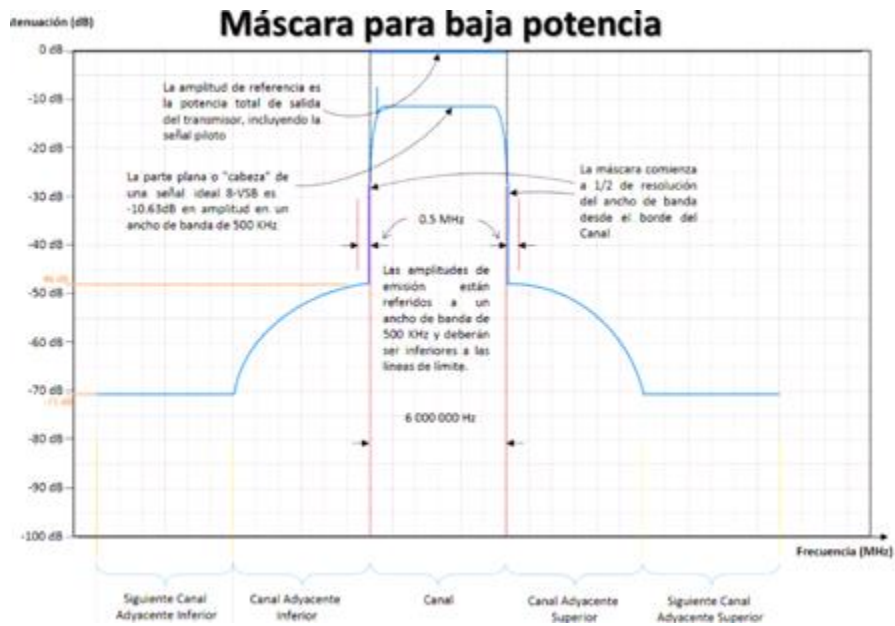 Máscara para baja potencia
tenuación (dB)
0 dB
-10 dB
-20 dB
-30 dB
-40 dB
-50 dB
-60 dB
-70 dB
-80 dB
-90 dB
-100 dB
La amplitud de referencia es
la potencia total de salida
del transmisor, incluyendo la
señal piloto
La parte plana o "cabeza" de
una señal ideal 8-VSB es
-10.63dB en amplitud en un
ancho de banda de 500 KHz
La máscara comienza
a 1/2 de resolución
del ancho de banda
desde el borde del
Canal
0.5 MHz
Las amplitudes de
emisión están
referidos a un
ancho de banda de
500 KHz y deberán
ser inferiores a las
líneas de límite.
6 000 000 Hz
Frecuencia (MHz)
Siguiente Canal
Adyacente Inferior
Canal Adyacente
Inferior
Canal
Canal Adyacente
Superior
Siguiente Canal
Adyacente Superior